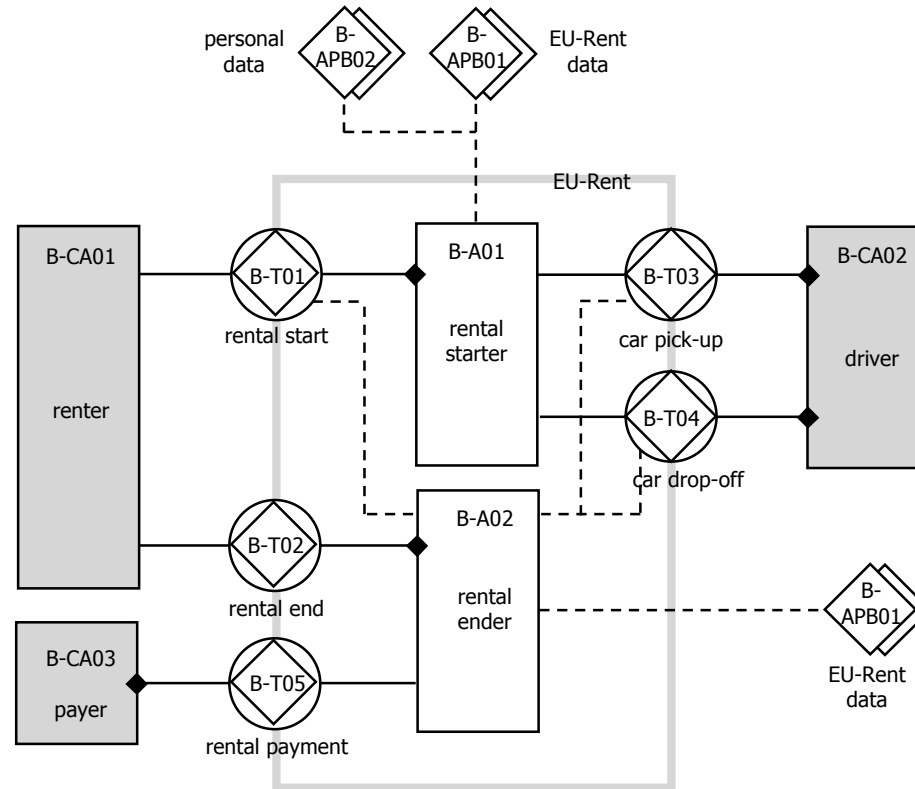 personal
data
B-
APB02
B-
APB01
EU-Rent
data
EU-Rent
B-CA01
renter
B-T01
rental start
B-A01
rental
starter
B-T03
car pick-up
B-CA02
driver
B-T04
car drop-off
B-T02
rental end
B-A02
rental
ender
B-
APB01
EU-Rent
data
B-CA03
payer
B-T05
rental payment